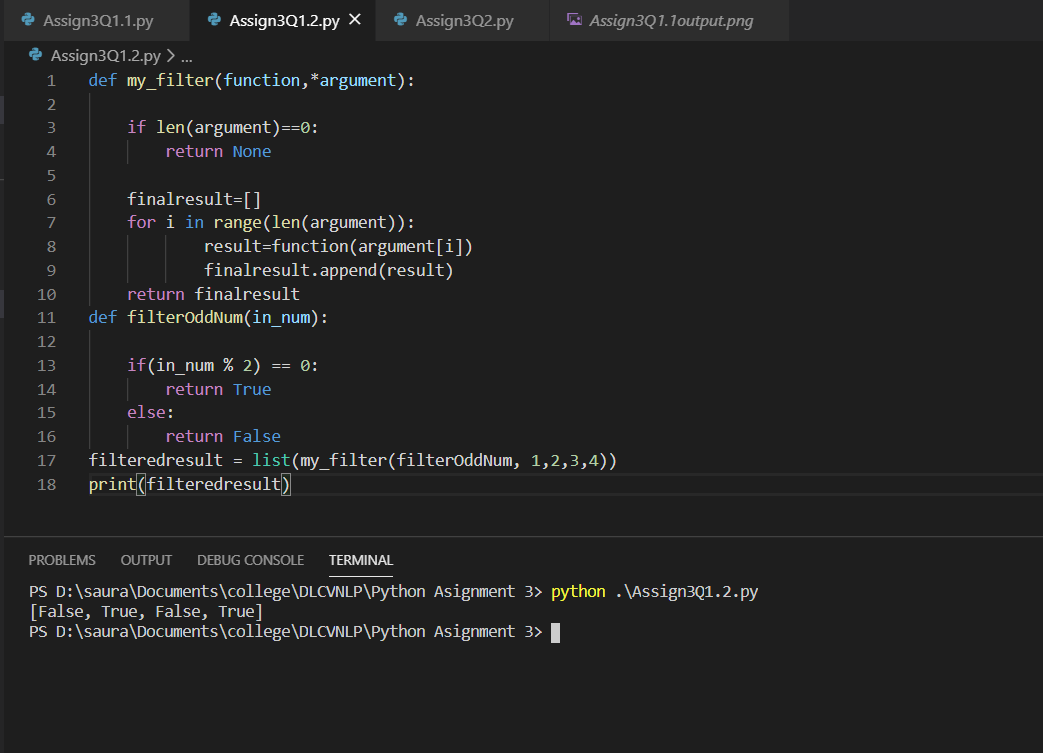 Assign3Q1.1.py Assign3Q1.2.py Assign3Q2.py Assign3Q1.1output.png
Assign3Q1.2.py > ...
1 def my_filter(function,*argument):
2
3     if len(argument)==0:
4         return None
5
6     finalresult=[]
7     for i in range(len(argument)):
8             result=function(argument[i])
9             finalresult.append(result)
10     return finalresult
11 def filterOddNum(in_num):
12
13     if(in_num % 2) == 0:
14         return True
15     else:
16         return False
17 filteredresult = list(my_filter(filterOddNum, 1,2,3,4))
18 print(filteredresult)
PROBLEMS OUTPUT DEBUG CONSOLE TERMINAL
PS D:\saura\Documents\college\DLCVNLP\Python Asignment 3> python .\Assign3Q1.2.py
[False, True, False, True]
PS D:\saura\Documents\college\DLCVNLP\Python Asignment 3>